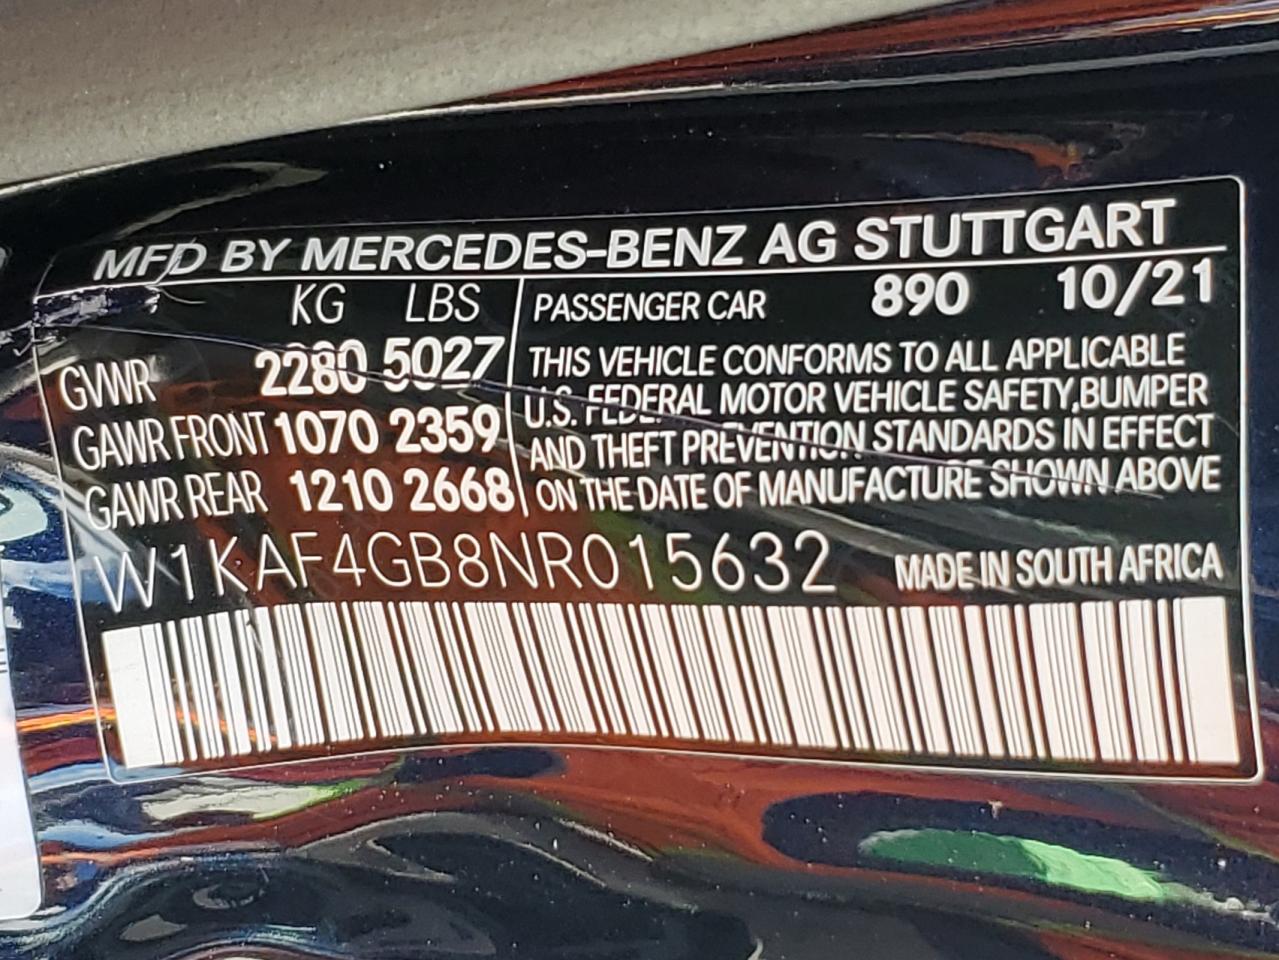 MFD BY MERCEDES-BENZ AG STUTTGART
KG LBS
GVWR 2280 5027
GAWR FRONT 1070 2359
GAWR REAR 1210 2668
PASSENGER CAR 890 10/21
THIS VEHICLE CONFORMS TO ALL APPLICABLE
U.S. FEDERAL MOTOR VEHICLE SAFETY,BUMPER
AND THEFT PREVENTION STANDARDS IN EFFECT
ON THE DATE OF MANUFACTURE SHOWN ABOVE
W1KAF4GB8NR015632 MADE IN SOUTH AFRICA